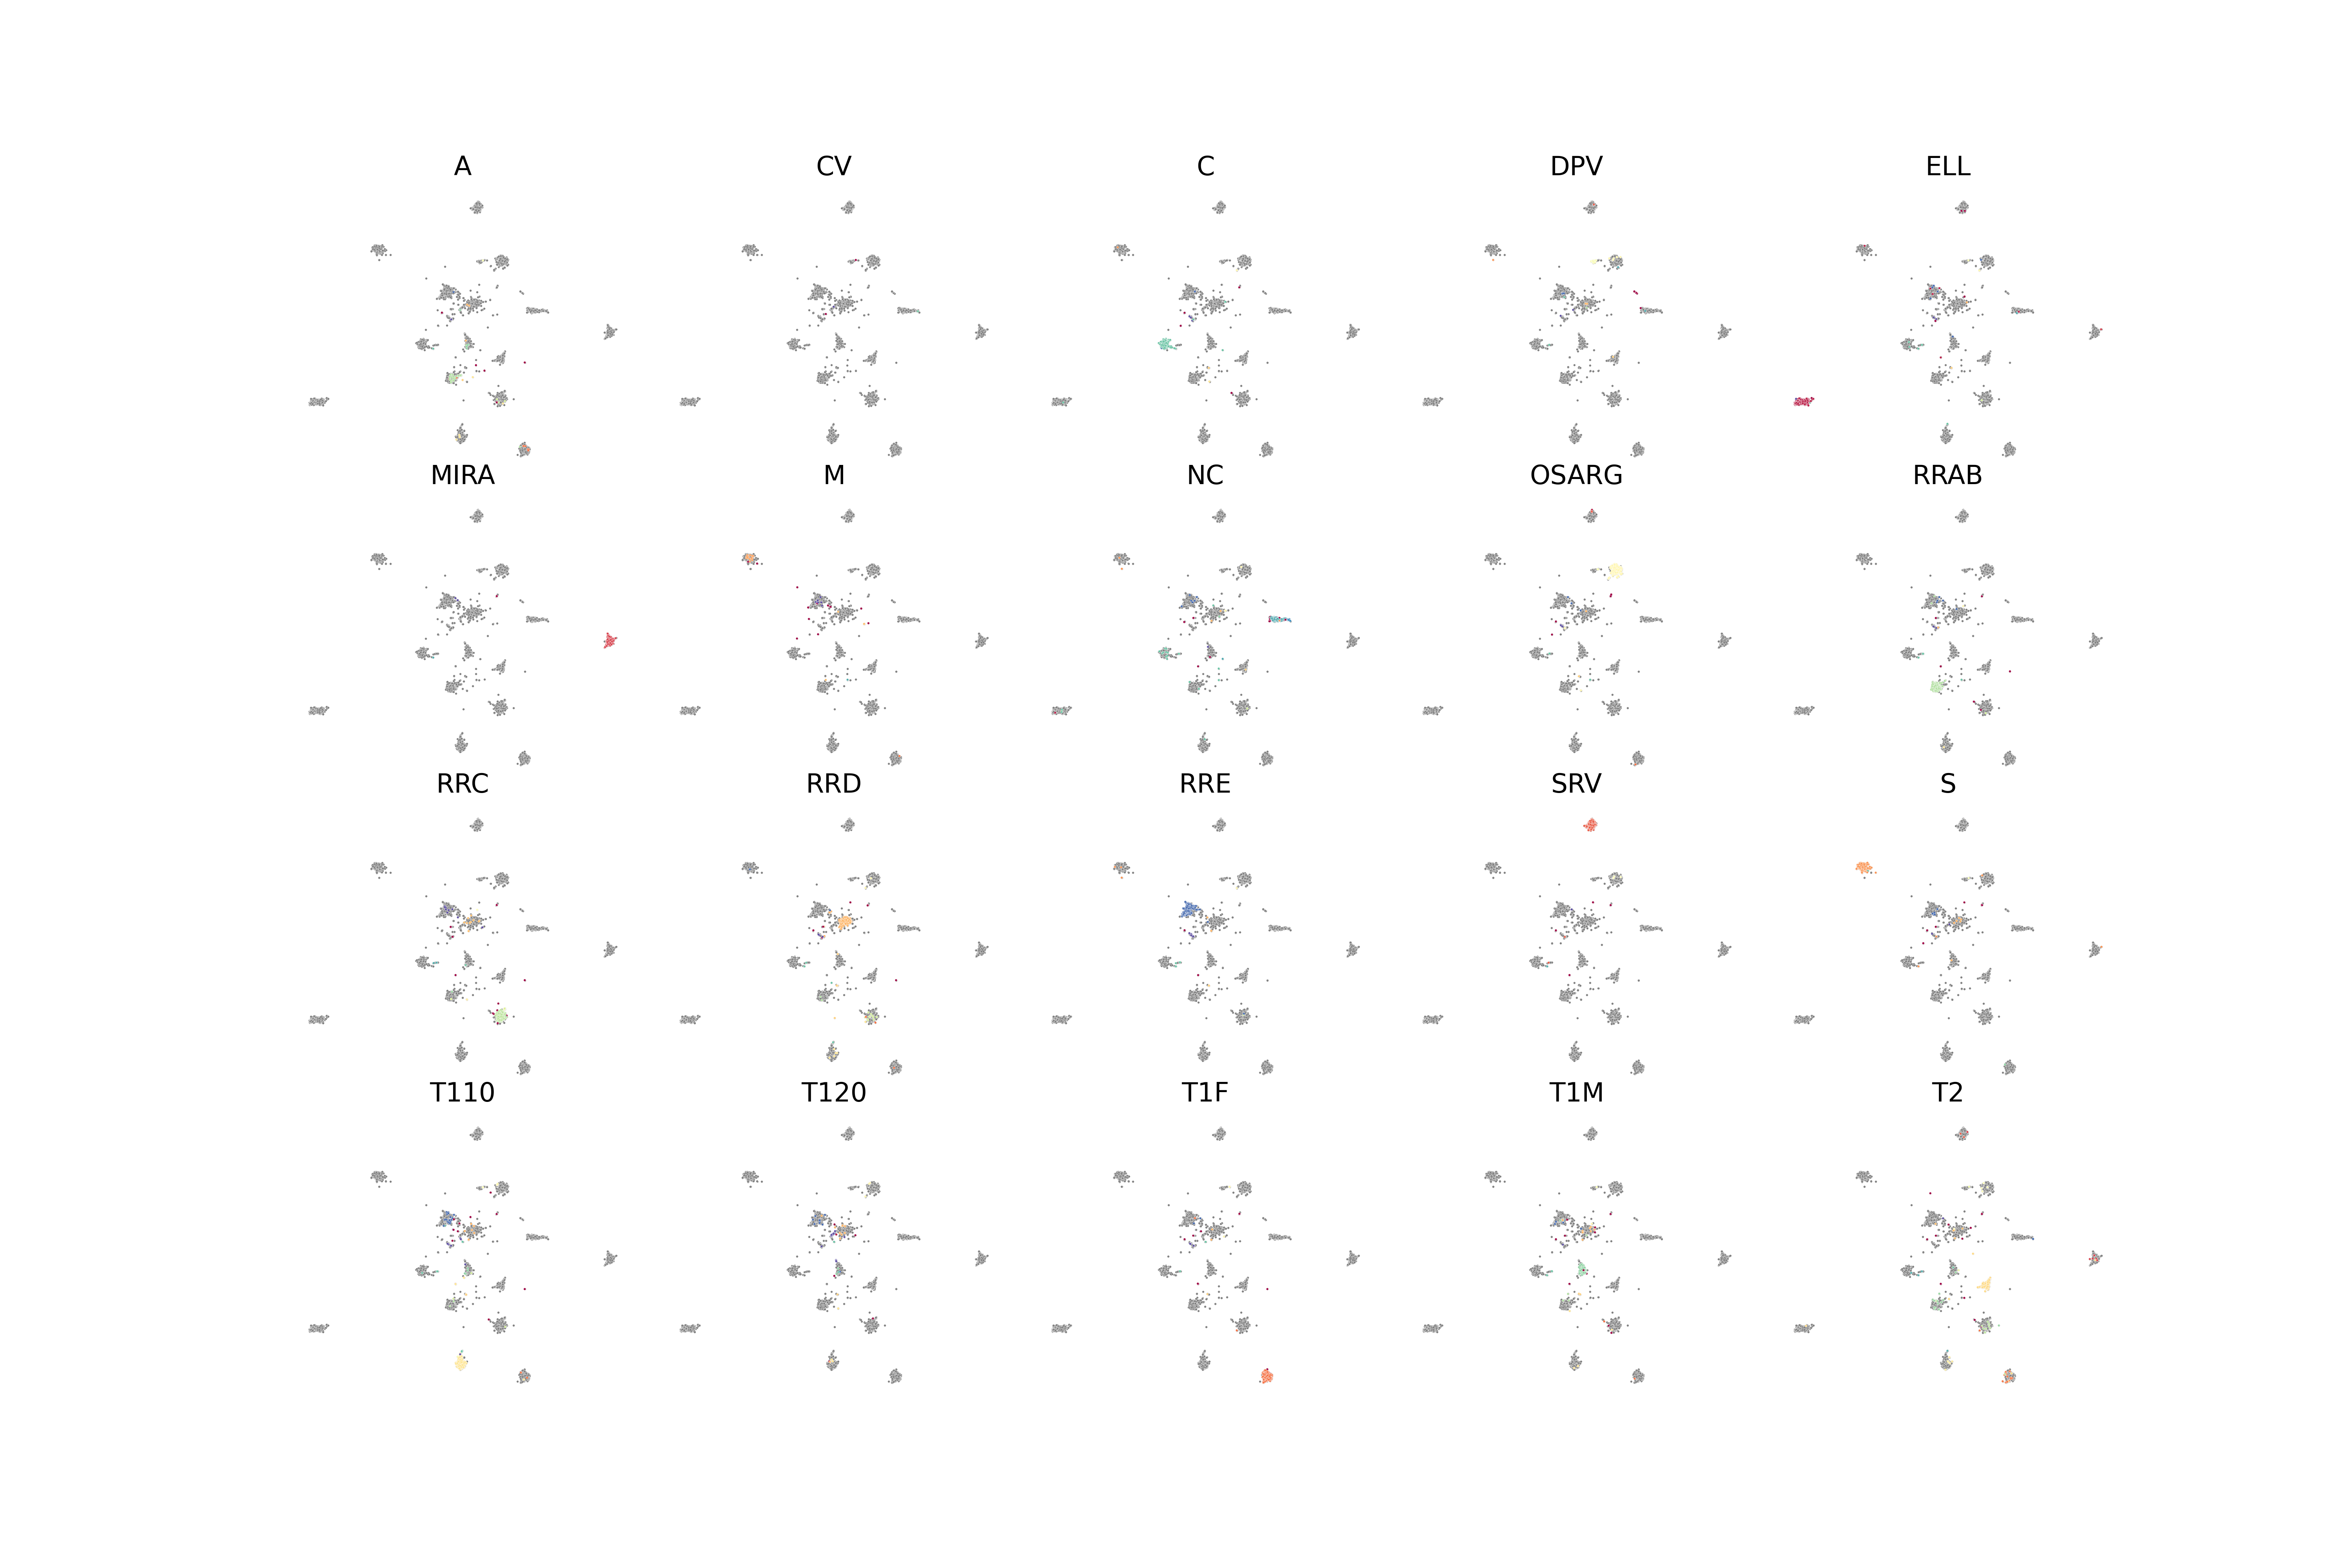 A CV C DPV ELL
MIRA M NC OSARG RRAB
RRC RRD RRE SRV S
T110 T120 T1F T1M T2